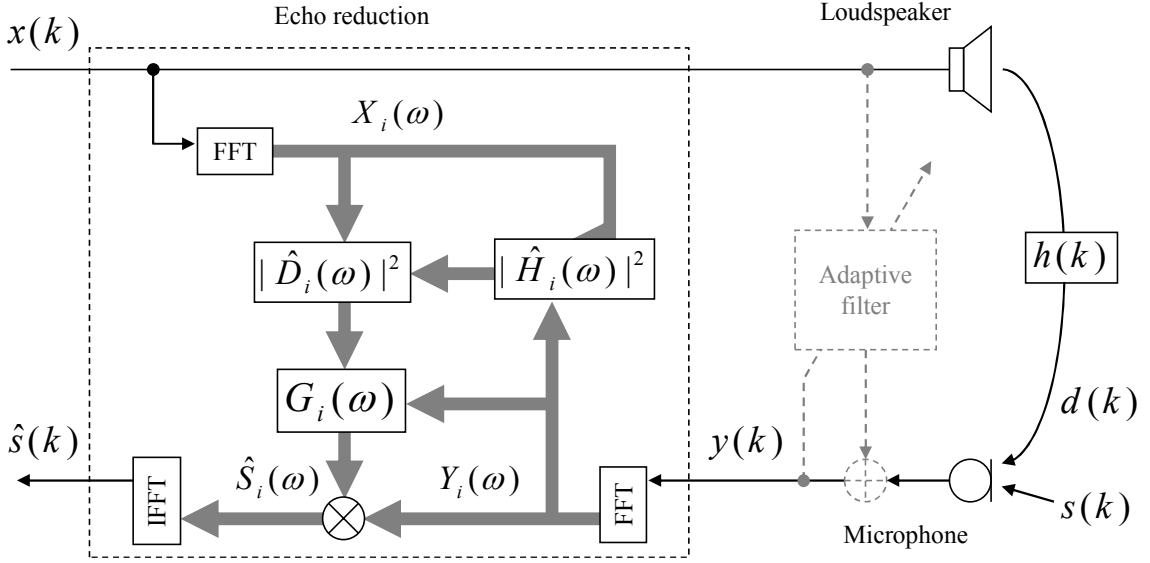 Echo reduction
Loudspeaker
x(k)
X_i(ω)
FFT
|D̂_i(ω)|²
|Ĥ_i(ω)|²
Adaptive
filter
h(k)
G_i(ω)
d(k)
ŝ(k)
y(k)
Ŝ_i(ω)
Y_i(ω)
IFFT
FFT
s(k)
Microphone